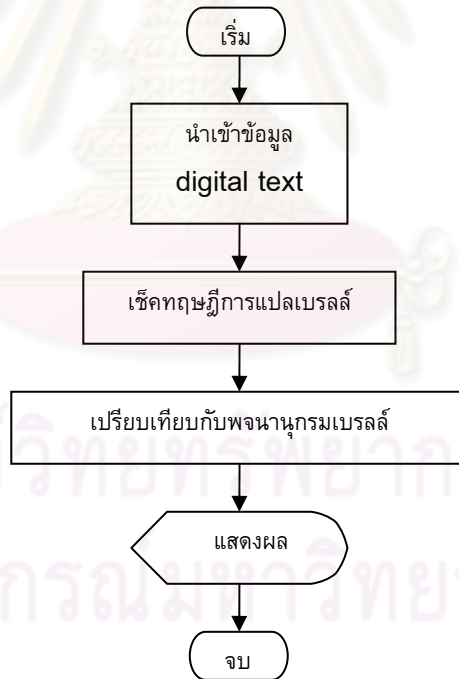 เริ่ม
นำเข้าข้อมูล
digital text
เช็คทฤษฎีการแปลเบรลล์
เปรียบเทียบกับพจนานุกรมเบรลล์
แสดงผล
จบ